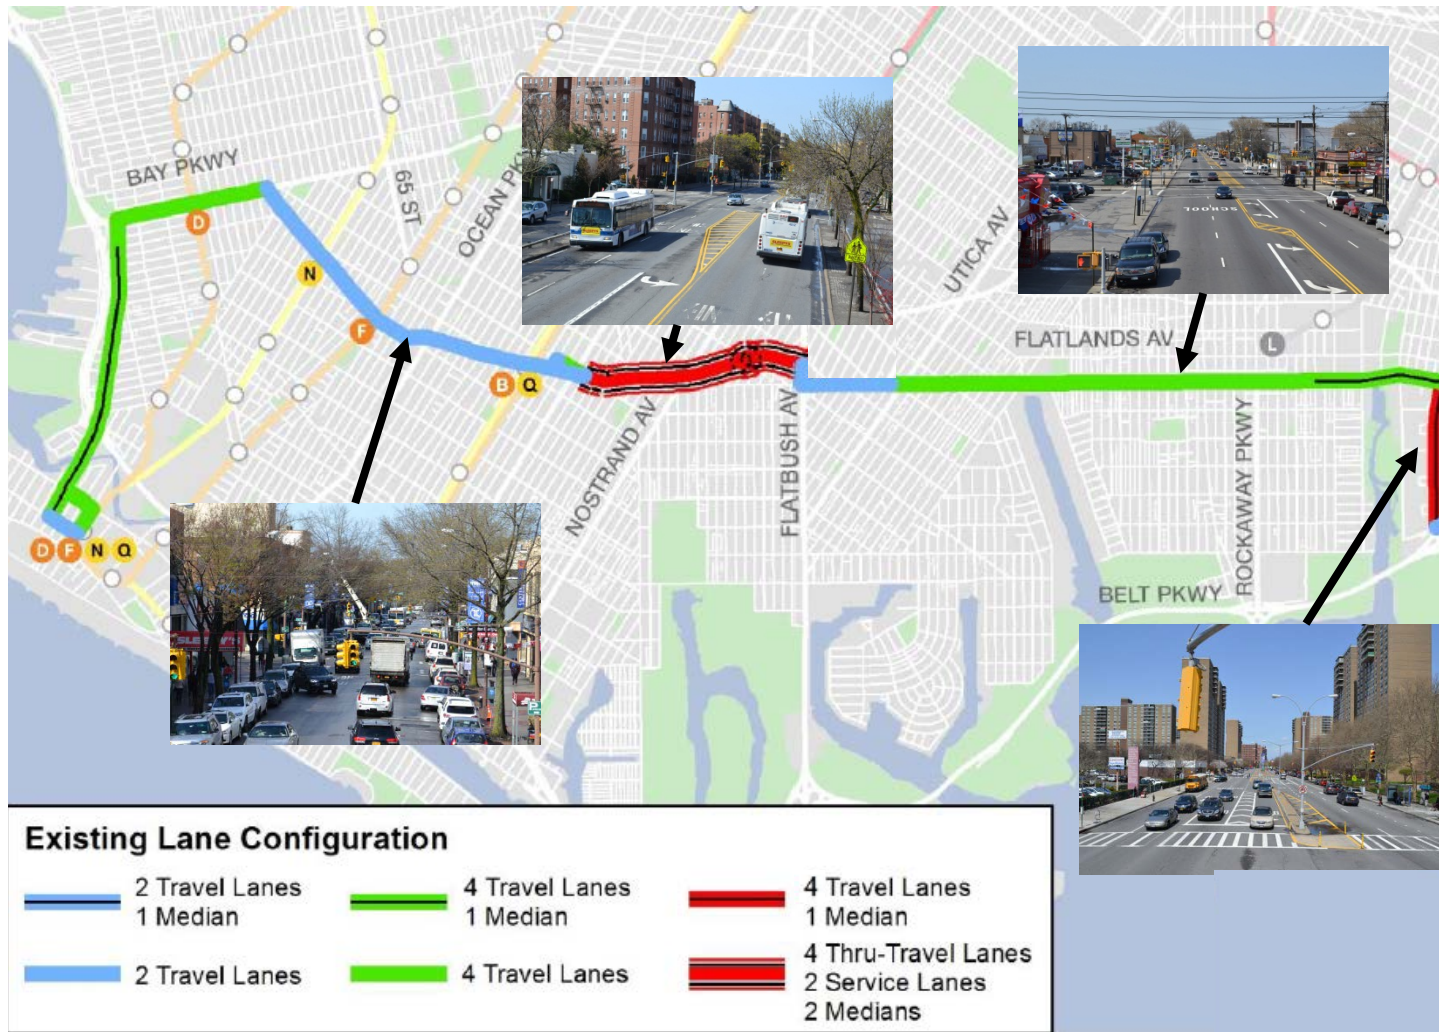 BAY PKWY
65 ST
OCEAN PK
UTICA AV
SCHOOL
D
N
F
FLATLANDS AV
L
B Q
NOSTRAND AV
FLATBUSH AV
ROCKAWAY PKWY
D F N Q
BELT PKWY
Existing Lane Configuration
2 Travel Lanes
1 Median
4 Travel Lanes
1 Median
4 Travel Lanes
1 Median
2 Travel Lanes
4 Travel Lanes
4 Thru-Travel Lanes
2 Service Lanes
2 Medians